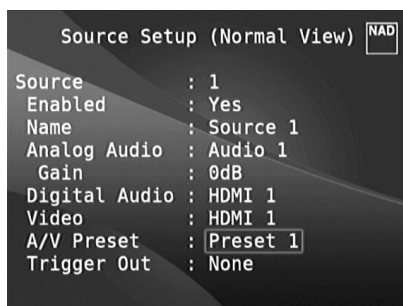 Source Setup (Normal View) NAD
Source : 1
Enabled : Yes
Name : Source 1
Analog Audio : Audio 1
Gain : 0dB
Digital Audio : HDMI 1
Video : HDMI 1
A/V Preset : Preset 1
Trigger Out : None